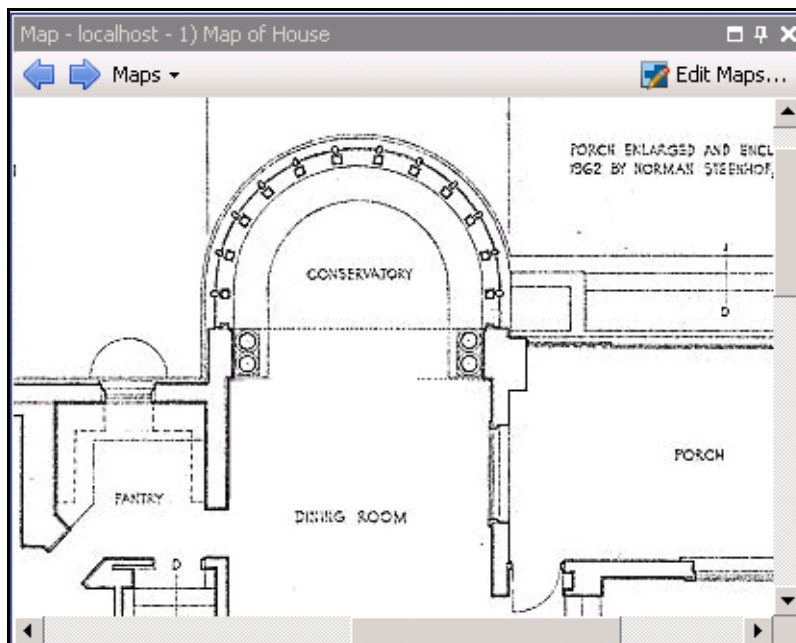 Map - localhost - 1) Map of House
Maps
Edit Maps...
PORCH ENLARGED AND ENCL
1962 BY NORMAN STEENHOF,
CONSERVATORY
D
PORCH
PANTRY
DINING ROOM
D